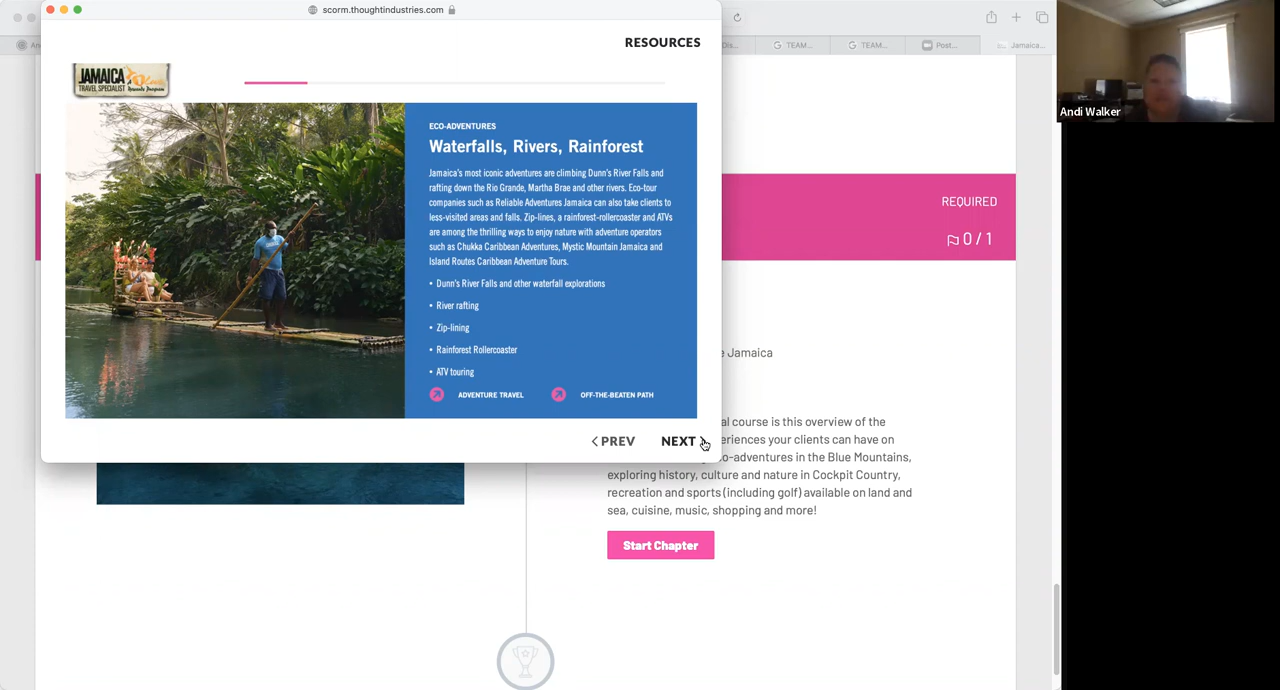 scorm.thoughtindustries.com
RESOURCES
JAMAICA
TRAVEL SPECIALIST
Rewards Program
ECO-ADVENTURES
Waterfalls, Rivers, Rainforest
Jamaica's most iconic adventures are climbing Dunn's River Falls and
rafting down the Rio Grande, Martha Brae and other rivers. Eco-tour
companies such as Reliable Adventures Jamaica can also take clients to
less-visited areas and falls. Zip-lines, a rainforest-rollercoaster and ATVs
are among the thrilling ways to enjoy nature with adventure operators
such as Chukka Caribbean Adventures, Mystic Mountain Jamaica and
Island Routes Caribbean Adventure Tours.
• Dunn's River Falls and other waterfall explorations
• River rafting
• Zip-lining
• Rainforest Rollercoaster
• ATV touring
ADVENTURE TRAVEL
OFF-THE-BEATEN PATH
PREV
NEXT
TEAM...
TEAM...
Post...
Jamaica...
Andi Walker
REQUIRED
0 / 1
Jamaica
al course is this overview of the
periences your clients can have on
o-adventures in the Blue Mountains,
exploring history, culture and nature in Cockpit Country,
recreation and sports (including golf) available on land and
sea, cuisine, music, shopping and more!
Start Chapter